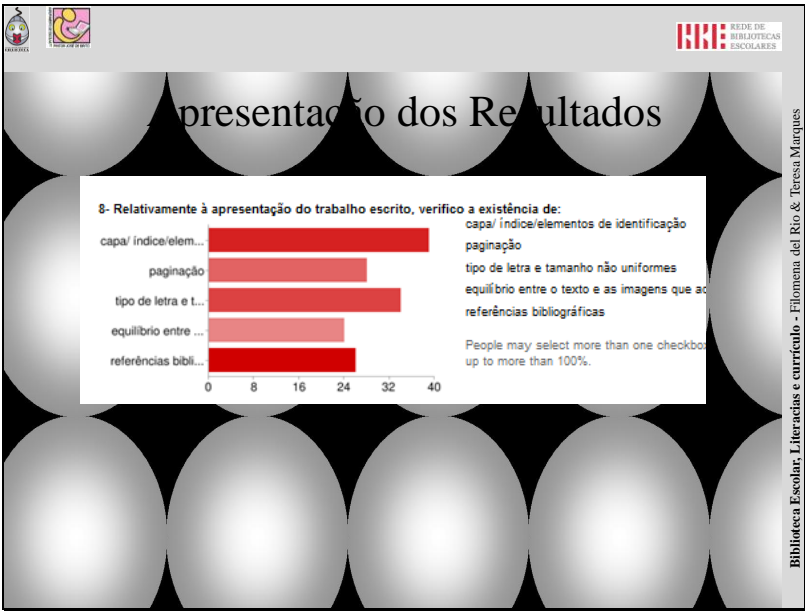 REDE DE
BIBLIOTECAS
ESCOLARES
Apresentação dos Resultados
8- Relativamente à apresentação do trabalho escrito, verifico a existência de:
capa/ índice/elem...
paginação
tipo de letra e t...
equilíbrio entre ...
referências bibli...
0 8 16 24 32 40
capa/ índice/elementos de identificação
paginação
tipo de letra e tamanho não uniformes
equilíbrio entre o texto e as imagens que
referências bibliográficas
People may select more than one
up to more than 100%.
Biblioteca Escolar, Literacias e currículo - Filomena del Rio & Teresa Marques